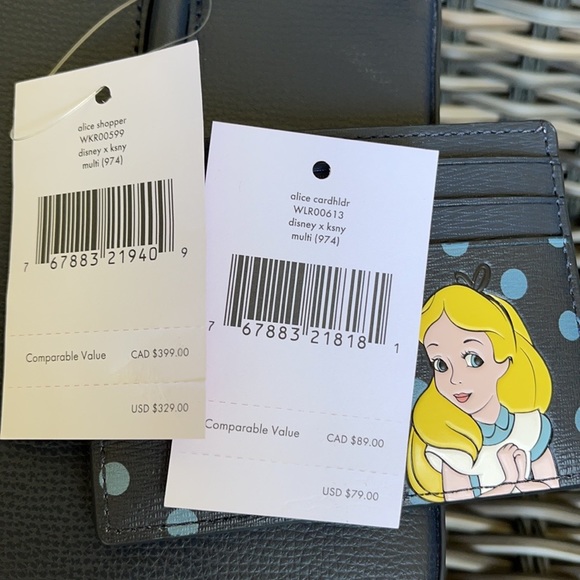 alice shopper
WKR00599
disney x ksny
multi (974)
7 67883 21940 9
Comparable Value CAD $399.00
USD $329.00
alice cardhldr
WLR00613
disney x ksny
multi (974)
7 67883 21818 1
Comparable Value CAD $89.00
USD $79.00